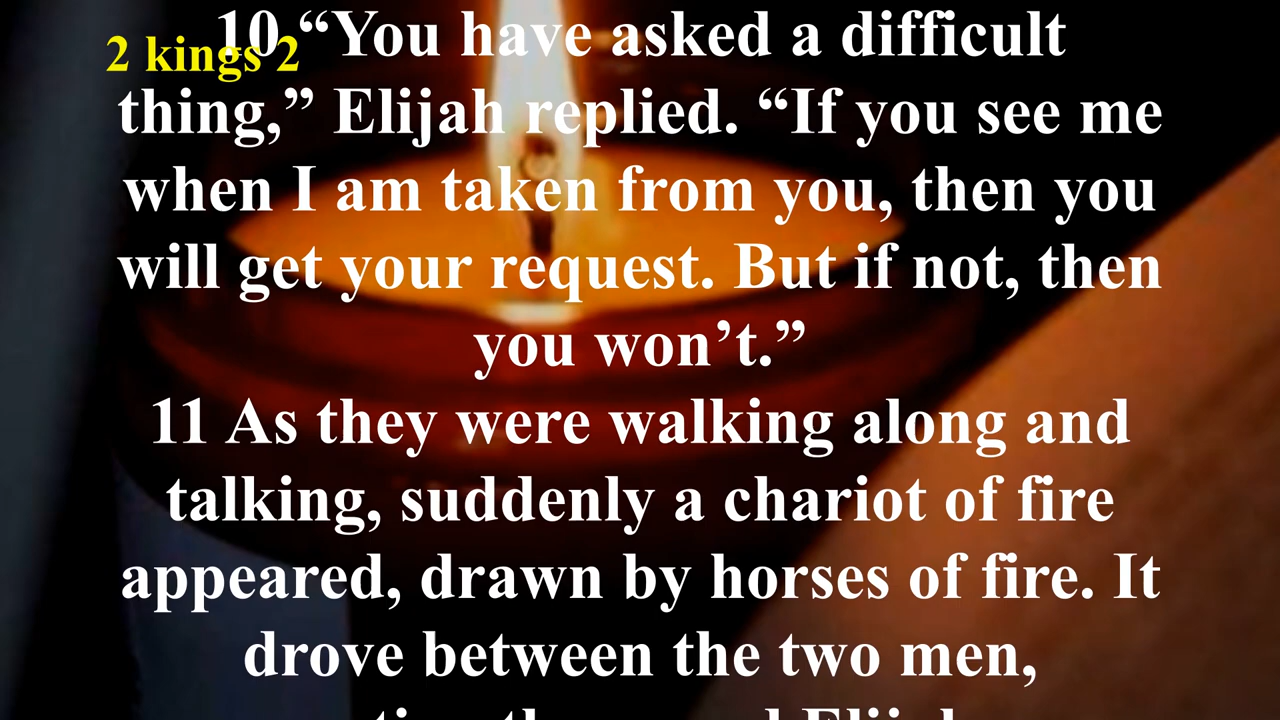 2 kings 2
10 “You have asked a difficult
thing,” Elijah replied. “If you see me
when I am taken from you, then you
will get your request. But if not, then
you won’t.”
11 As they were walking along and
talking, suddenly a chariot of fire
appeared, drawn by horses of fire. It
drove between the two men,